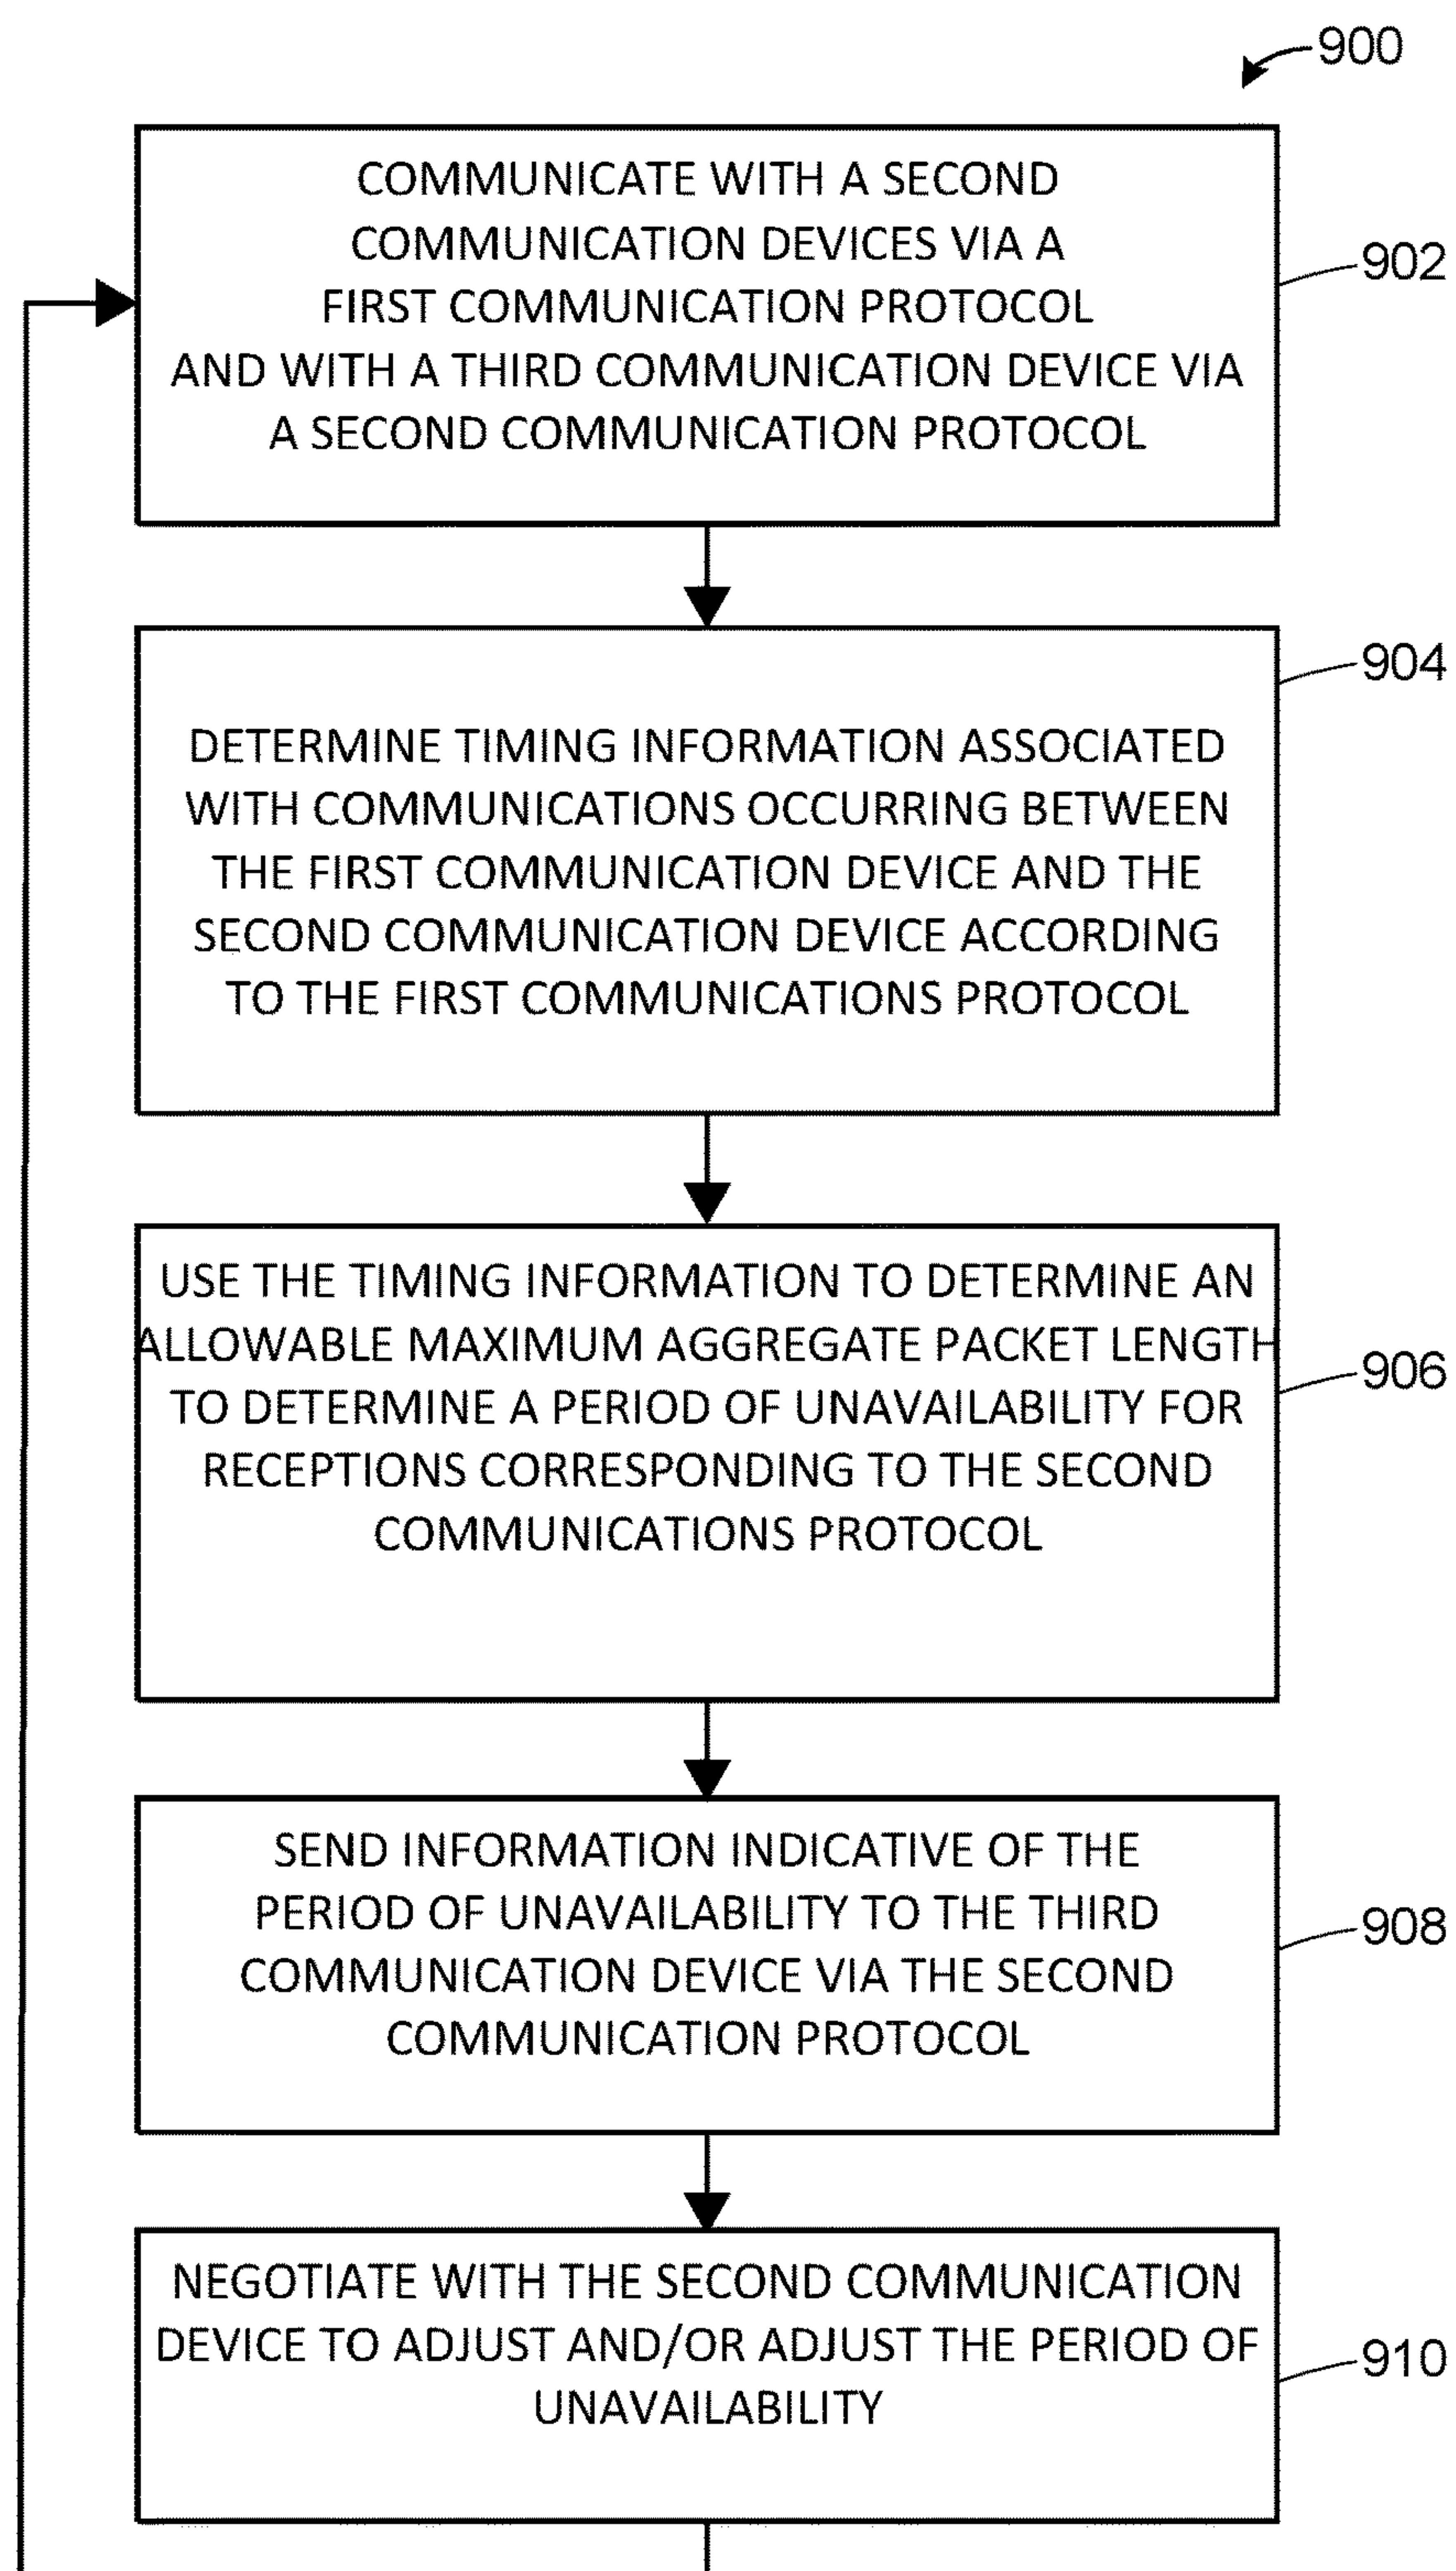 900
COMMUNICATE WITH A SECOND
COMMUNICATION DEVICES VIA A
FIRST COMMUNICATION PROTOCOL
AND WITH A THIRD COMMUNICATION DEVICE VIA
A SECOND COMMUNICATION PROTOCOL
902
904
DETERMINE TIMING INFORMATION ASSOCIATED
WITH COMMUNICATIONS OCCURRING BETWEEN
THE FIRST COMMUNICATION DEVICE AND THE
SECOND COMMUNICATION DEVICE ACCORDING
TO THE FIRST COMMUNICATIONS PROTOCOL
USE THE TIMING INFORMATION TO DETERMINE AN
ALLOWABLE MAXIMUM AGGREGATE PACKET LENGTH
TO DETERMINE A PERIOD OF UNAVAILABILITY FOR
RECEPTIONS CORRESPONDING TO THE SECOND
COMMUNICATIONS PROTOCOL
906
SEND INFORMATION INDICATIVE OF THE
PERIOD OF UNAVAILABILITY TO THE THIRD
COMMUNICATION DEVICE VIA THE SECOND
COMMUNICATION PROTOCOL
908
NEGOTIATE WITH THE SECOND COMMUNICATION
DEVICE TO ADJUST AND/OR ADJUST THE PERIOD OF
UNAVAILABILITY
910